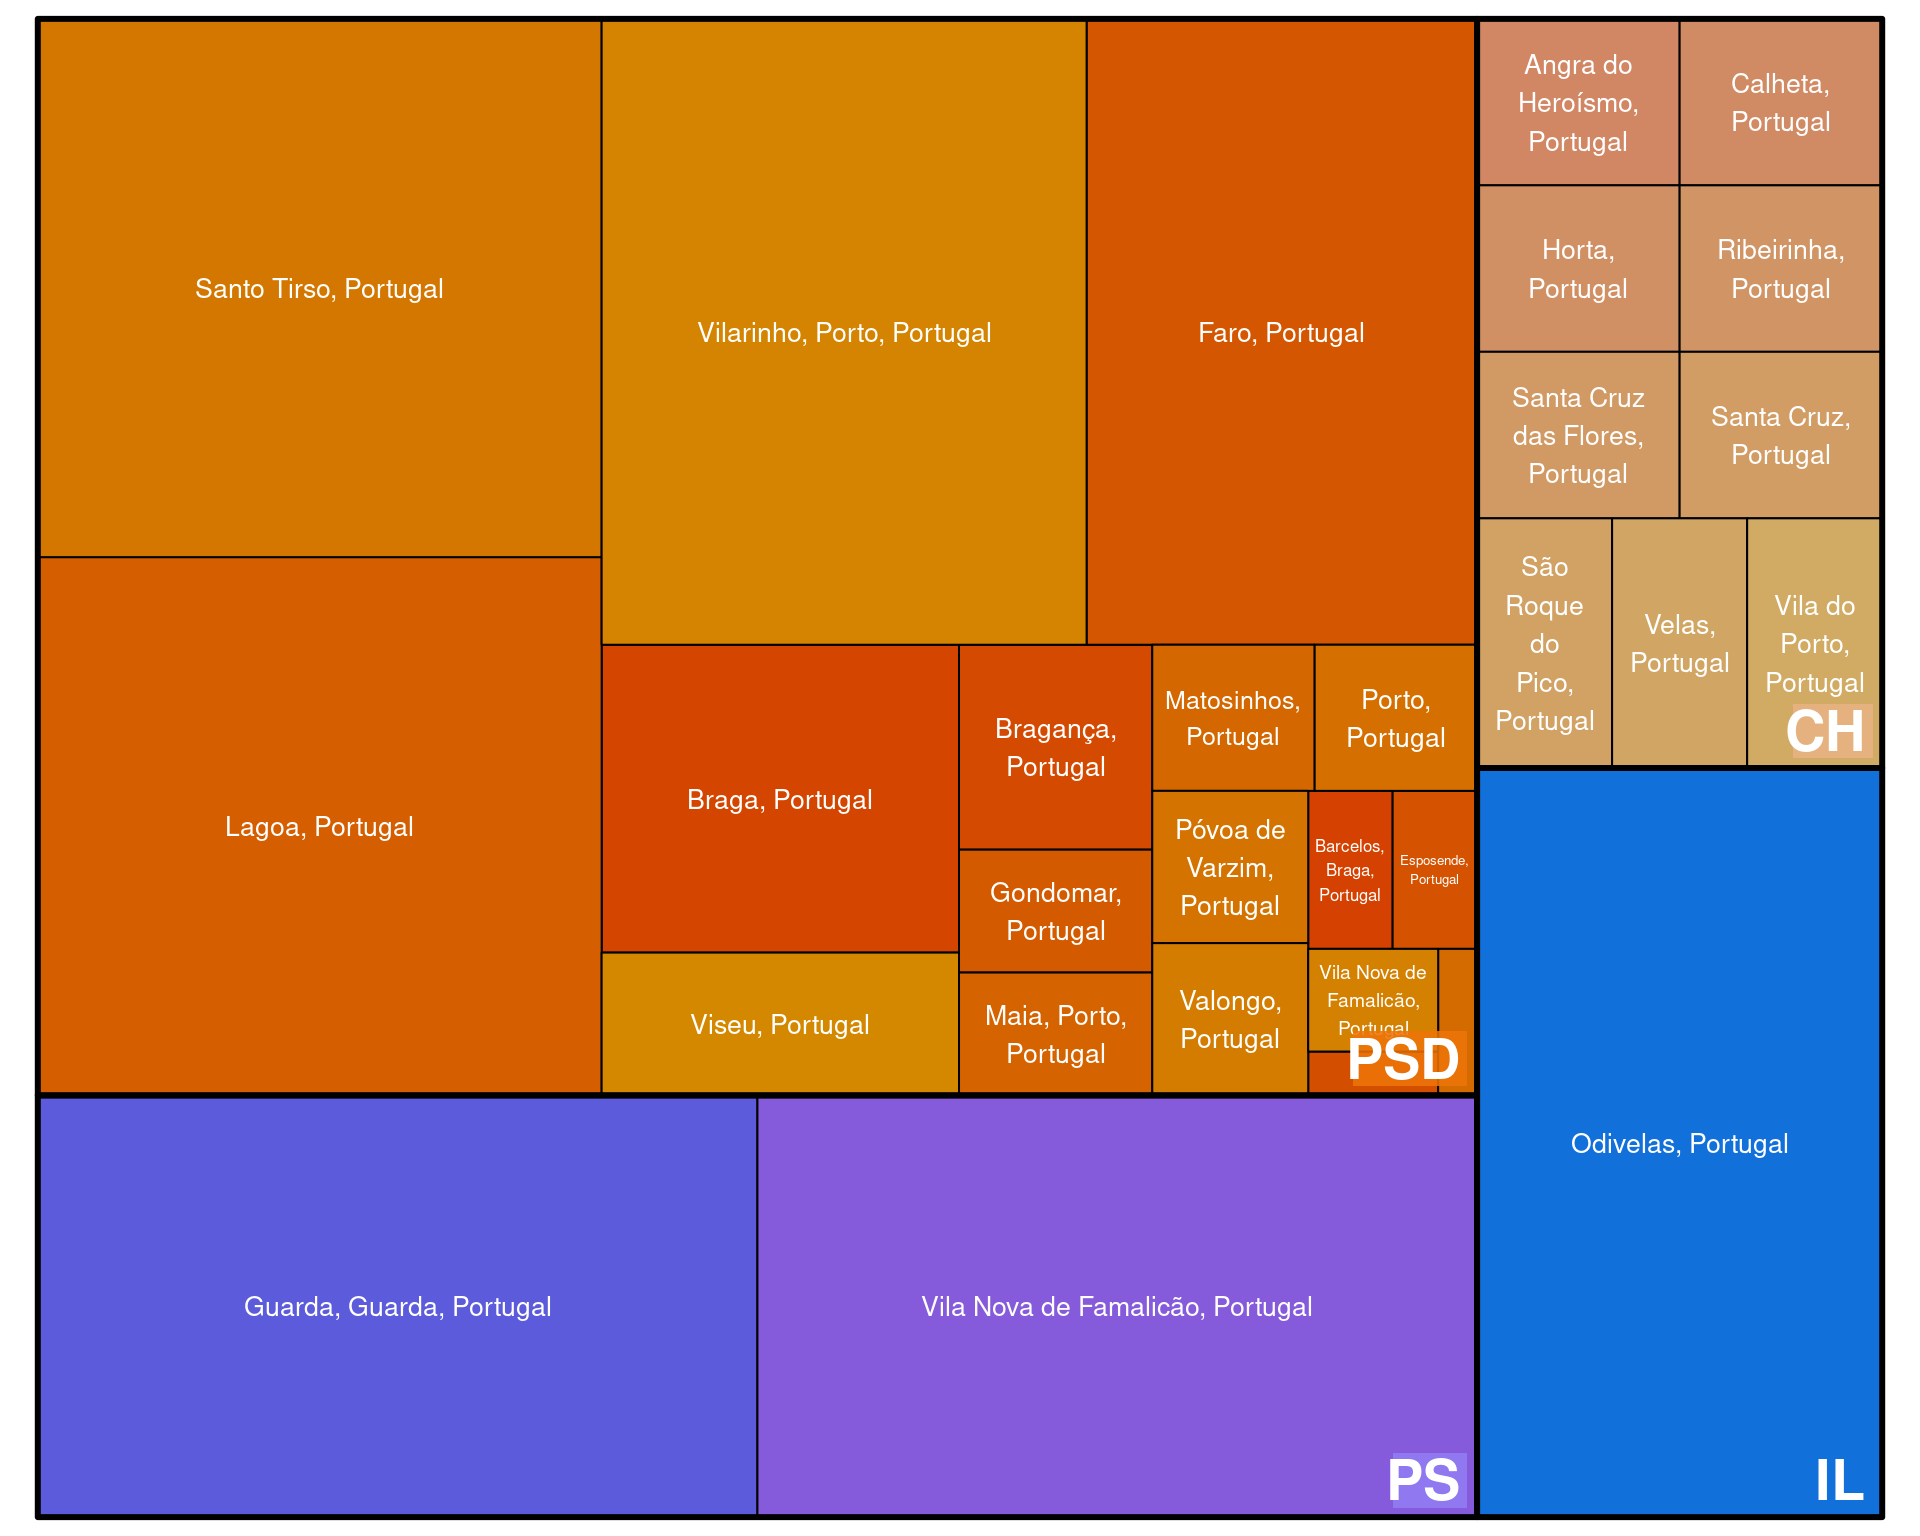 Santo Tirso, Portugal
Vilarinho, Porto, Portugal
Faro, Portugal
Lagoa, Portugal
Braga, Portugal
Viseu, Portugal
Bragança,
Portugal
Gondomar,
Portugal
Maia, Porto,
Portugal
Matosinhos,
Portugal
Porto,
Portugal
Póvoa de
Varzim,
Portugal
Barcelos,
Braga,
Portugal
Esposende,
Portugal
Valongo,
Portugal
Vila Nova de
Famalicão,
Portugal
PSD
Angra do
Heroísmo,
Portugal
Calheta,
Portugal
Horta,
Portugal
Ribeirinha,
Portugal
Santa Cruz
das Flores,
Portugal
Santa Cruz,
Portugal
São
Roque
do
Pico,
Portugal
Velas,
Portugal
Vila do
Porto,
Portugal
CH
Guarda, Guarda, Portugal
Vila Nova de Famalicão, Portugal
PS
Odivelas, Portugal
IL